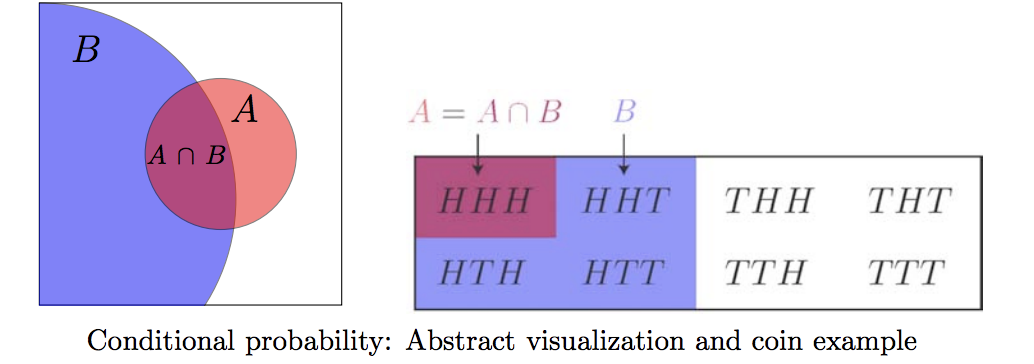 B
A
A ∩ B
A = A ∩ B
B
HHH HHT THH THT
HTH HTT TTH TTT
Conditional probability: Abstract visualization and coin example